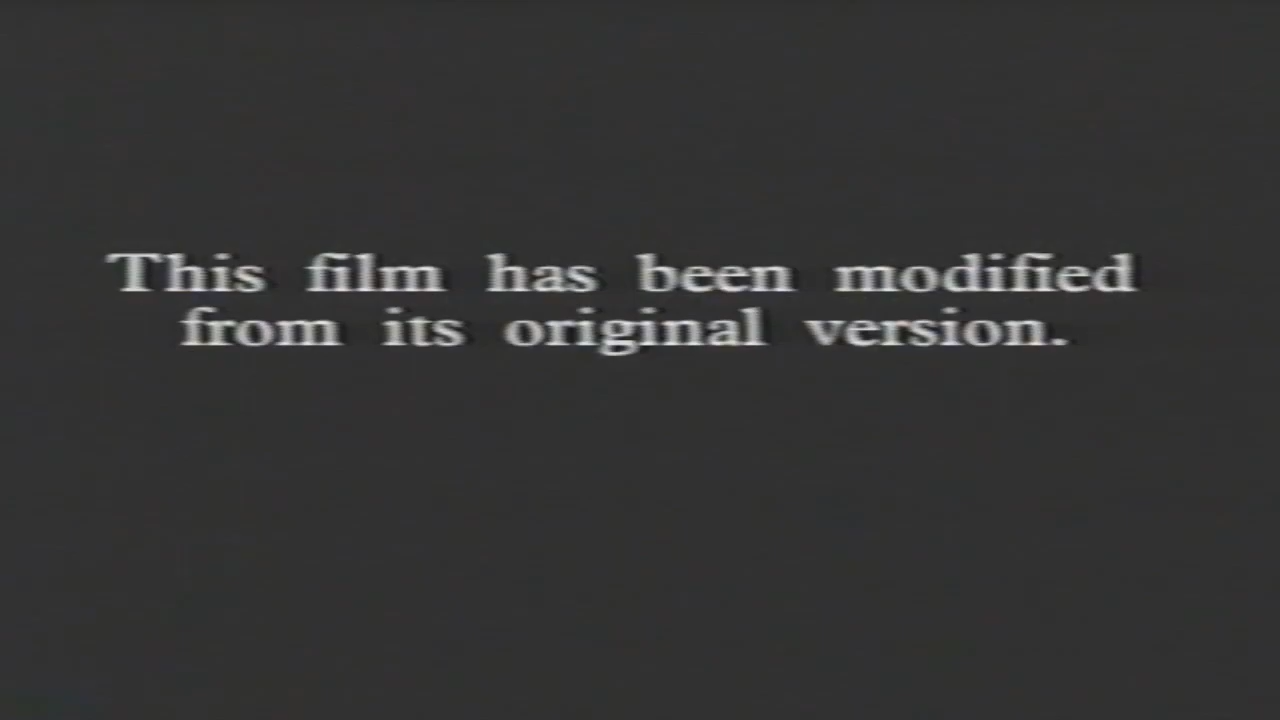 This film has been modified
from its original version.